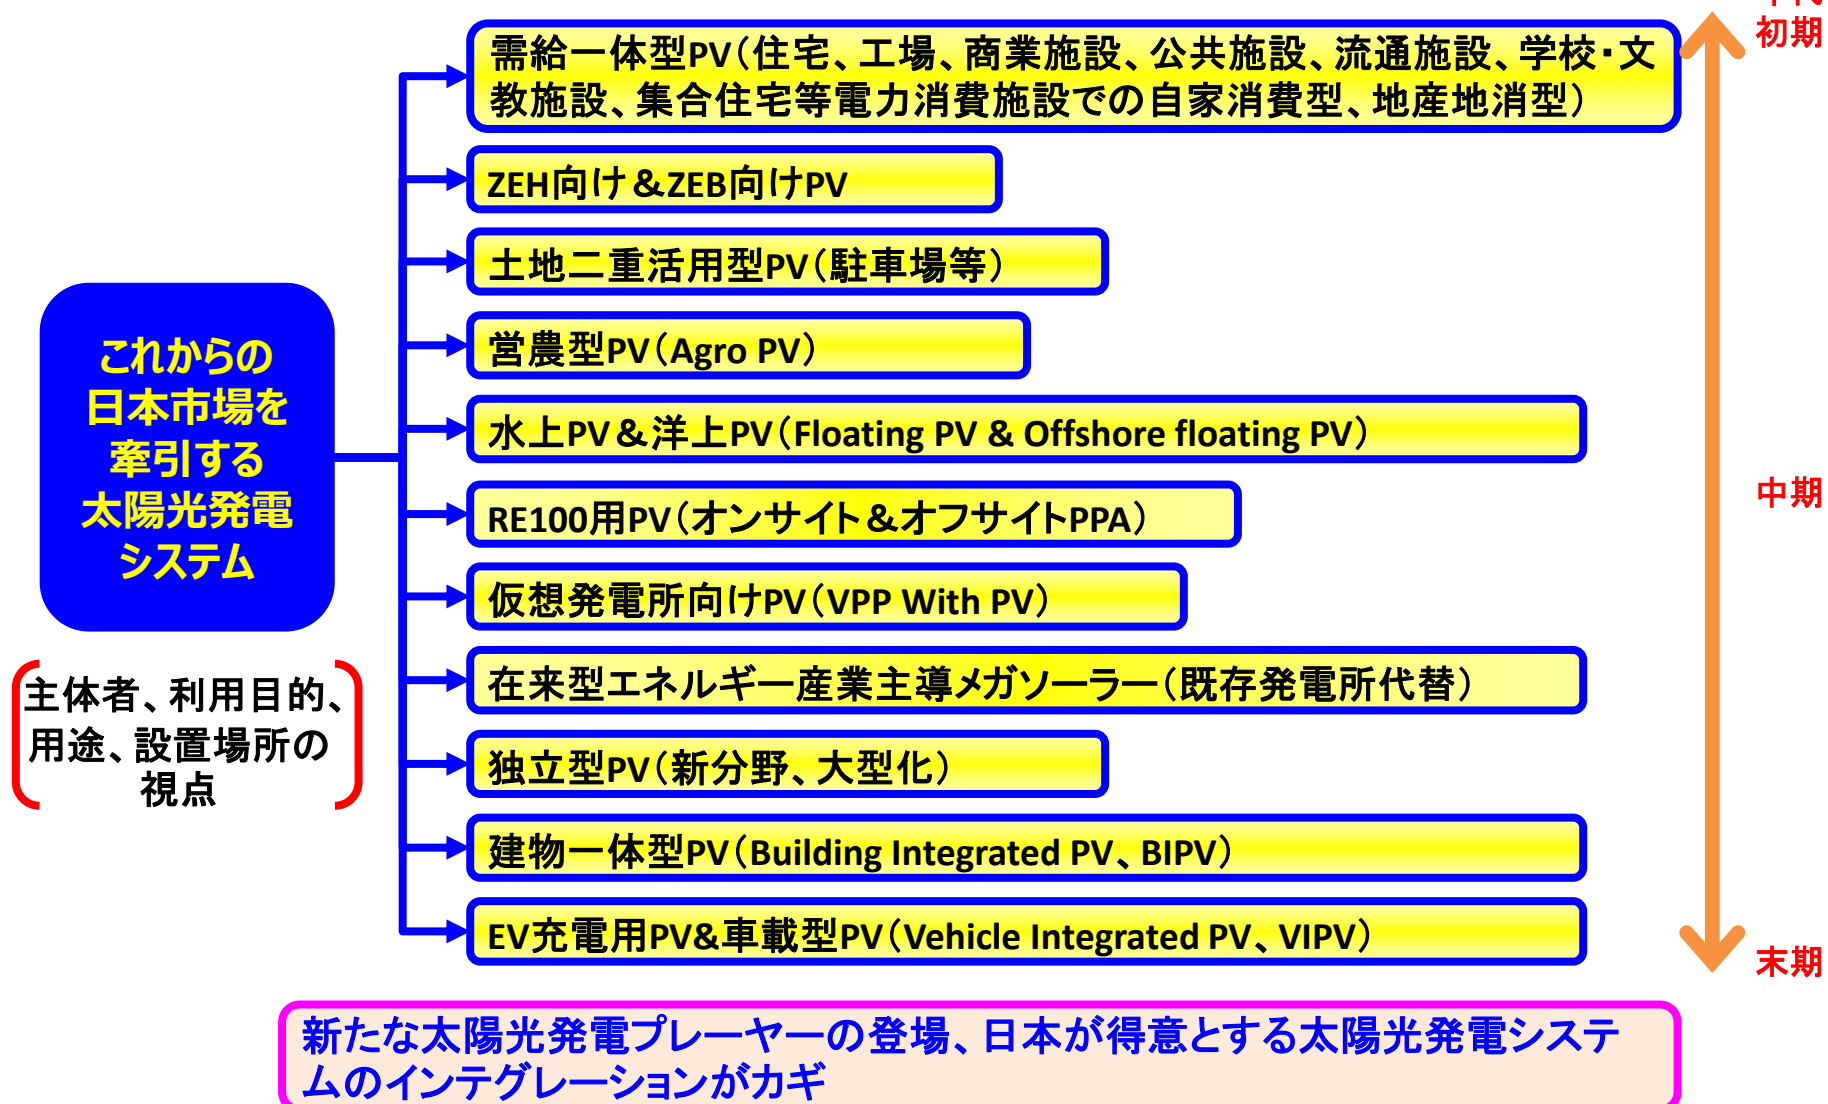 初期
需給一体型PV（住宅、工場、商業施設、公共施設、流通施設、学校・文
教施設、集合住宅等電力消費施設での自家消費型、地産地消型）
ZEH向け＆ZEB向けPV
土地二重活用型PV（駐車場等）
営農型PV（Agro PV）
水上PV＆洋上PV（Floating PV & Offshore floating PV）
RE100用PV（オンサイト＆オフサイトPPA）
仮想発電所向けPV（VPP With PV）
在来型エネルギー産業主導メガソーラー（既存発電所代替）
独立型PV（新分野、大型化）
建物一体型PV（Building Integrated PV、BIPV）
EV充電用PV&車載型PV（Vehicle Integrated PV、VIPV）
これからの
日本市場を
牽引する
太陽光発電
システム
主体者、利用目的、
用途、設置場所の
視点
中期
末期
新たな太陽光発電プレーヤーの登場、日本が得意とする太陽光発電システ
ムのインテグレーションがカギ